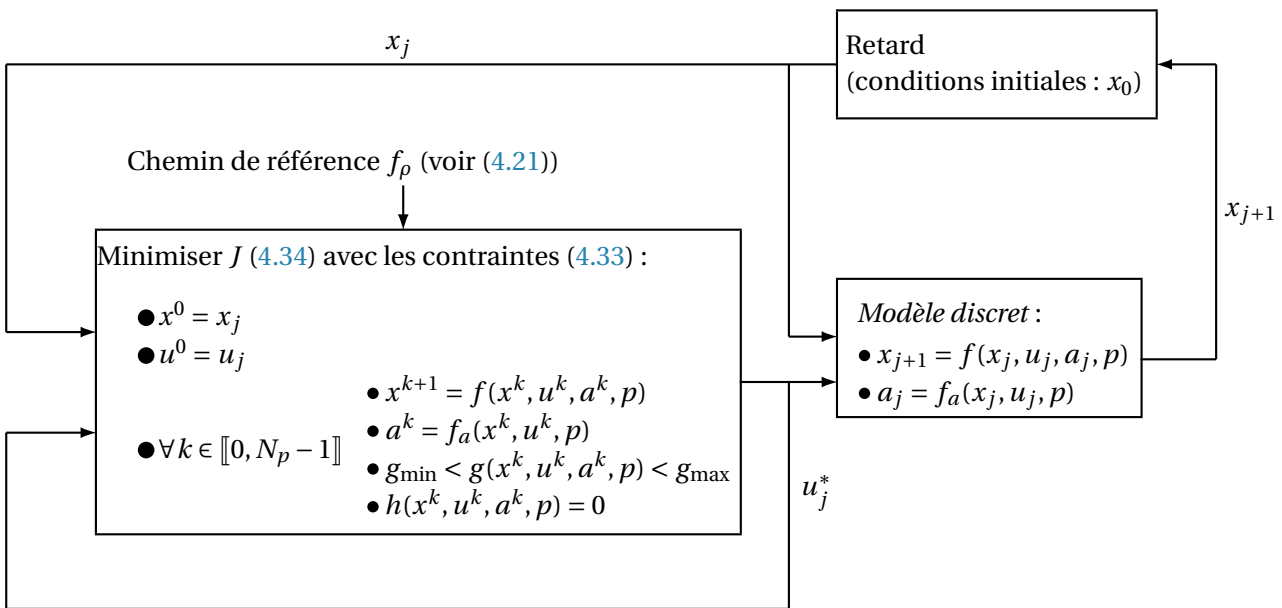 x_j
Retard
(conditions initiales : x_0)
Chemin de référence f_ρ (voir (4.21))
x_{j+1}
Minimiser J (4.34) avec les contraintes (4.33) :
● x^0 = x_j
● u^0 = u_j
● ∀k ∈ ⟦0, N_p − 1⟧
• x^{k+1} = f(x^k, u^k, a^k, p)
• a^k = f_a(x^k, u^k, p)
• g_min < g(x^k, u^k, a^k, p) < g_max
• h(x^k, u^k, a^k, p) = 0
Modèle discret :
• x_{j+1} = f(x_j, u_j, a_j, p)
• a_j = f_a(x_j, u_j, p)
u_j^*